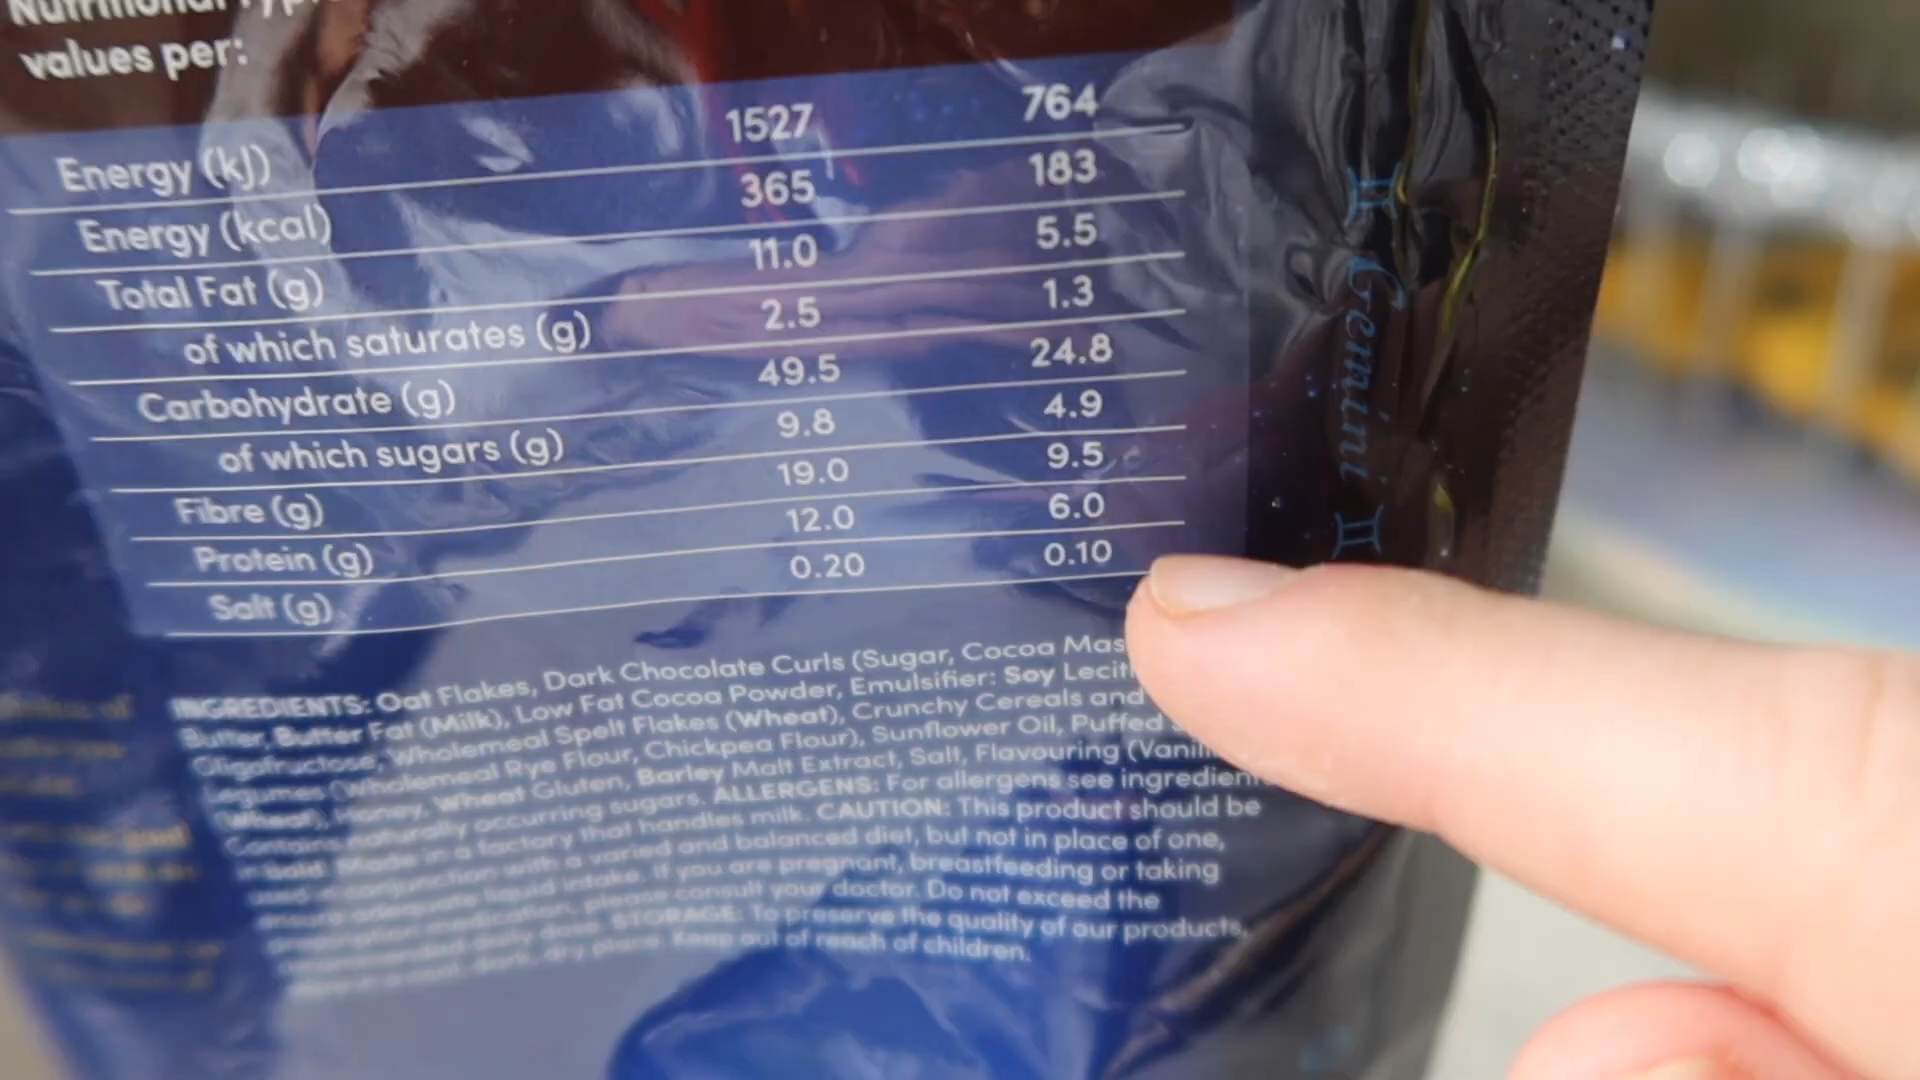 Nutritional Typical
values per:
Energy (kJ) 1527 764
Energy (kcal) 365 183
Total Fat (g) 11.0 5.5
of which saturates (g) 2.5 1.3
Carbohydrate (g) 49.5 24.8
of which sugars (g) 9.8 4.9
Fibre (g) 19.0 9.5
Protein (g) 12.0 6.0
Salt (g) 0.20 0.10
INGREDIENTS: Oat Flakes, Dark Chocolate Curls (Sugar, Cocoa Mas
Butter, Butter Fat (Milk), Low Fat Cocoa Powder, Emulsifier: Soy Lecit
Oligofructose, Wholemeal Spelt Flakes (Wheat), Crunchy Cereals and
Legumes (Wholemeal Rye Flour, Chickpea Flour), Sunflower Oil, Puffed
(Wheat), Honey, Wheat Gluten, Barley Malt Extract, Salt, Flavouring (Vanill
Contains naturally occurring sugars. ALLERGENS: For allergens see ingredient
in bold. Made in a factory that handles milk. CAUTION: This product should be
used in conjunction with a varied and balanced diet, but not in place of one,
ensure adequate liquid intake. If you are pregnant, breastfeeding or taking
prescription medication, please consult your doctor. Do not exceed the
recommended daily dose. STORAGE: To preserve the quality of our products,
cool, dark, dry place. Keep out of reach of children.
♊ Gemini ♊